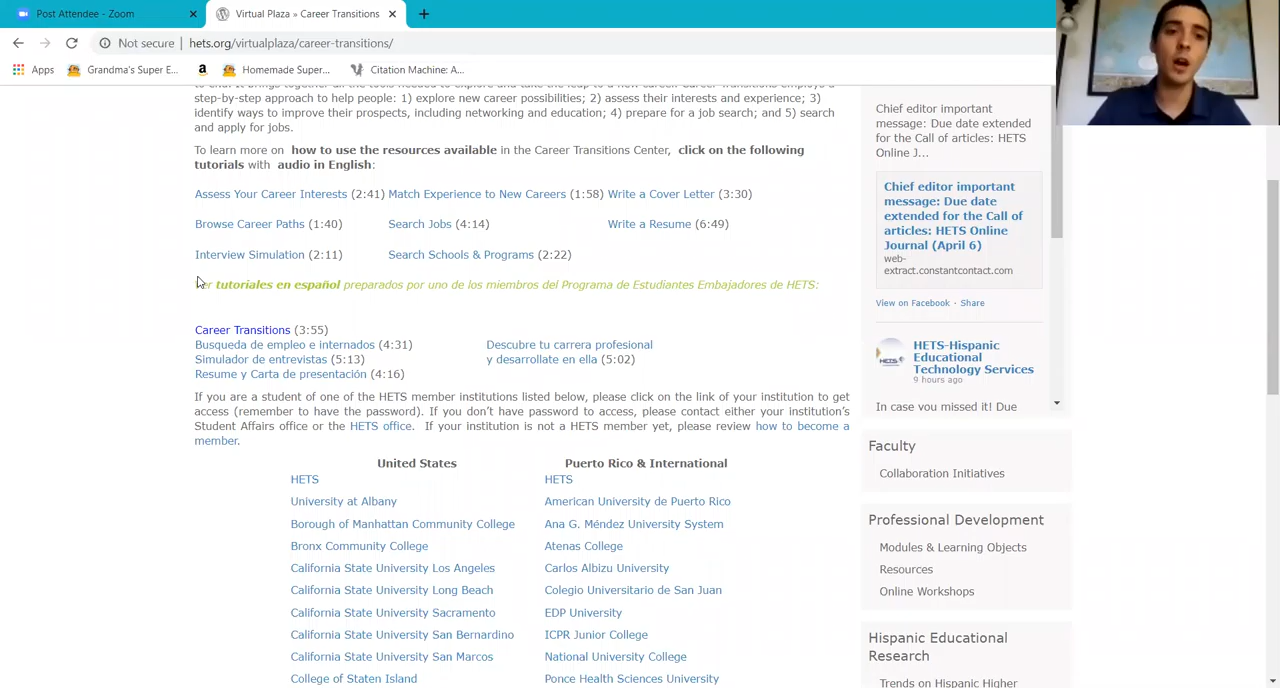 Post Attendee - Zoom
Virtual Plaza » Career Transitions
Not secure
hets.org/virtualplaza/career-transitions/
Apps
Grandma's Super E...
Homemade Super...
Citation Machine: A...
step-by-step approach to help people: 1) explore new career possibilities; 2) assess their interests and experience; 3)
identify ways to improve their prospects, including networking and education; 4) prepare for a job search; and 5) search
and apply for jobs.
To learn more on how to use the resources available in the Career Transitions Center, click on the following
tutorials with audio in English:
Assess Your Career Interests (2:41) Match Experience to New Careers (1:58) Write a Cover Letter (3:30)
Browse Career Paths (1:40) Search Jobs (4:14) Write a Resume (6:49)
Interview Simulation (2:11) Search Schools & Programs (2:22)
Ver tutoriales en español preparados por uno de los miembros del Programa de Estudiantes Embajadores de HETS:
Career Transitions (3:55)
Busqueda de empleo e internados (4:31)
Simulador de entrevistas (5:13)
Resume y Carta de presentación (4:16)
Descubre tu carrera profesional
y desarrollate en ella (5:02)
If you are a student of one of the HETS member institutions listed below, please click on the link of your institution to get
access (remember to have the password). If you don't have password to access, please contact either your institution's
Student Affairs office or the HETS office. If your institution is not a HETS member yet, please review how to become a
member.
United States
HETS
University at Albany
Borough of Manhattan Community College
Bronx Community College
California State University Los Angeles
California State University Long Beach
California State University Sacramento
California State University San Bernardino
California State University San Marcos
College of Staten Island
Puerto Rico & International
HETS
American University de Puerto Rico
Ana G. Méndez University System
Atenas College
Carlos Albizu University
Colegio Universitario de San Juan
EDP University
ICPR Junior College
National University College
Ponce Health Sciences University
Chief editor important
message: Due date
extended for the Call of
articles: HETS Online
Journal (April 6)
Chief editor important
message: Due date extended
for the Call of articles: HETS
Online J...
web-
extract.constantcontact.com
View on Facebook · Share
HETS-Hispanic
Educational
Technology Services
9 hours ago
In case you missed it! Due
Faculty
Collaboration Initiatives
Professional Development
Modules & Learning Objects
Resources
Online Workshops
Hispanic Educational
Research
Trends on Hispanic Higher